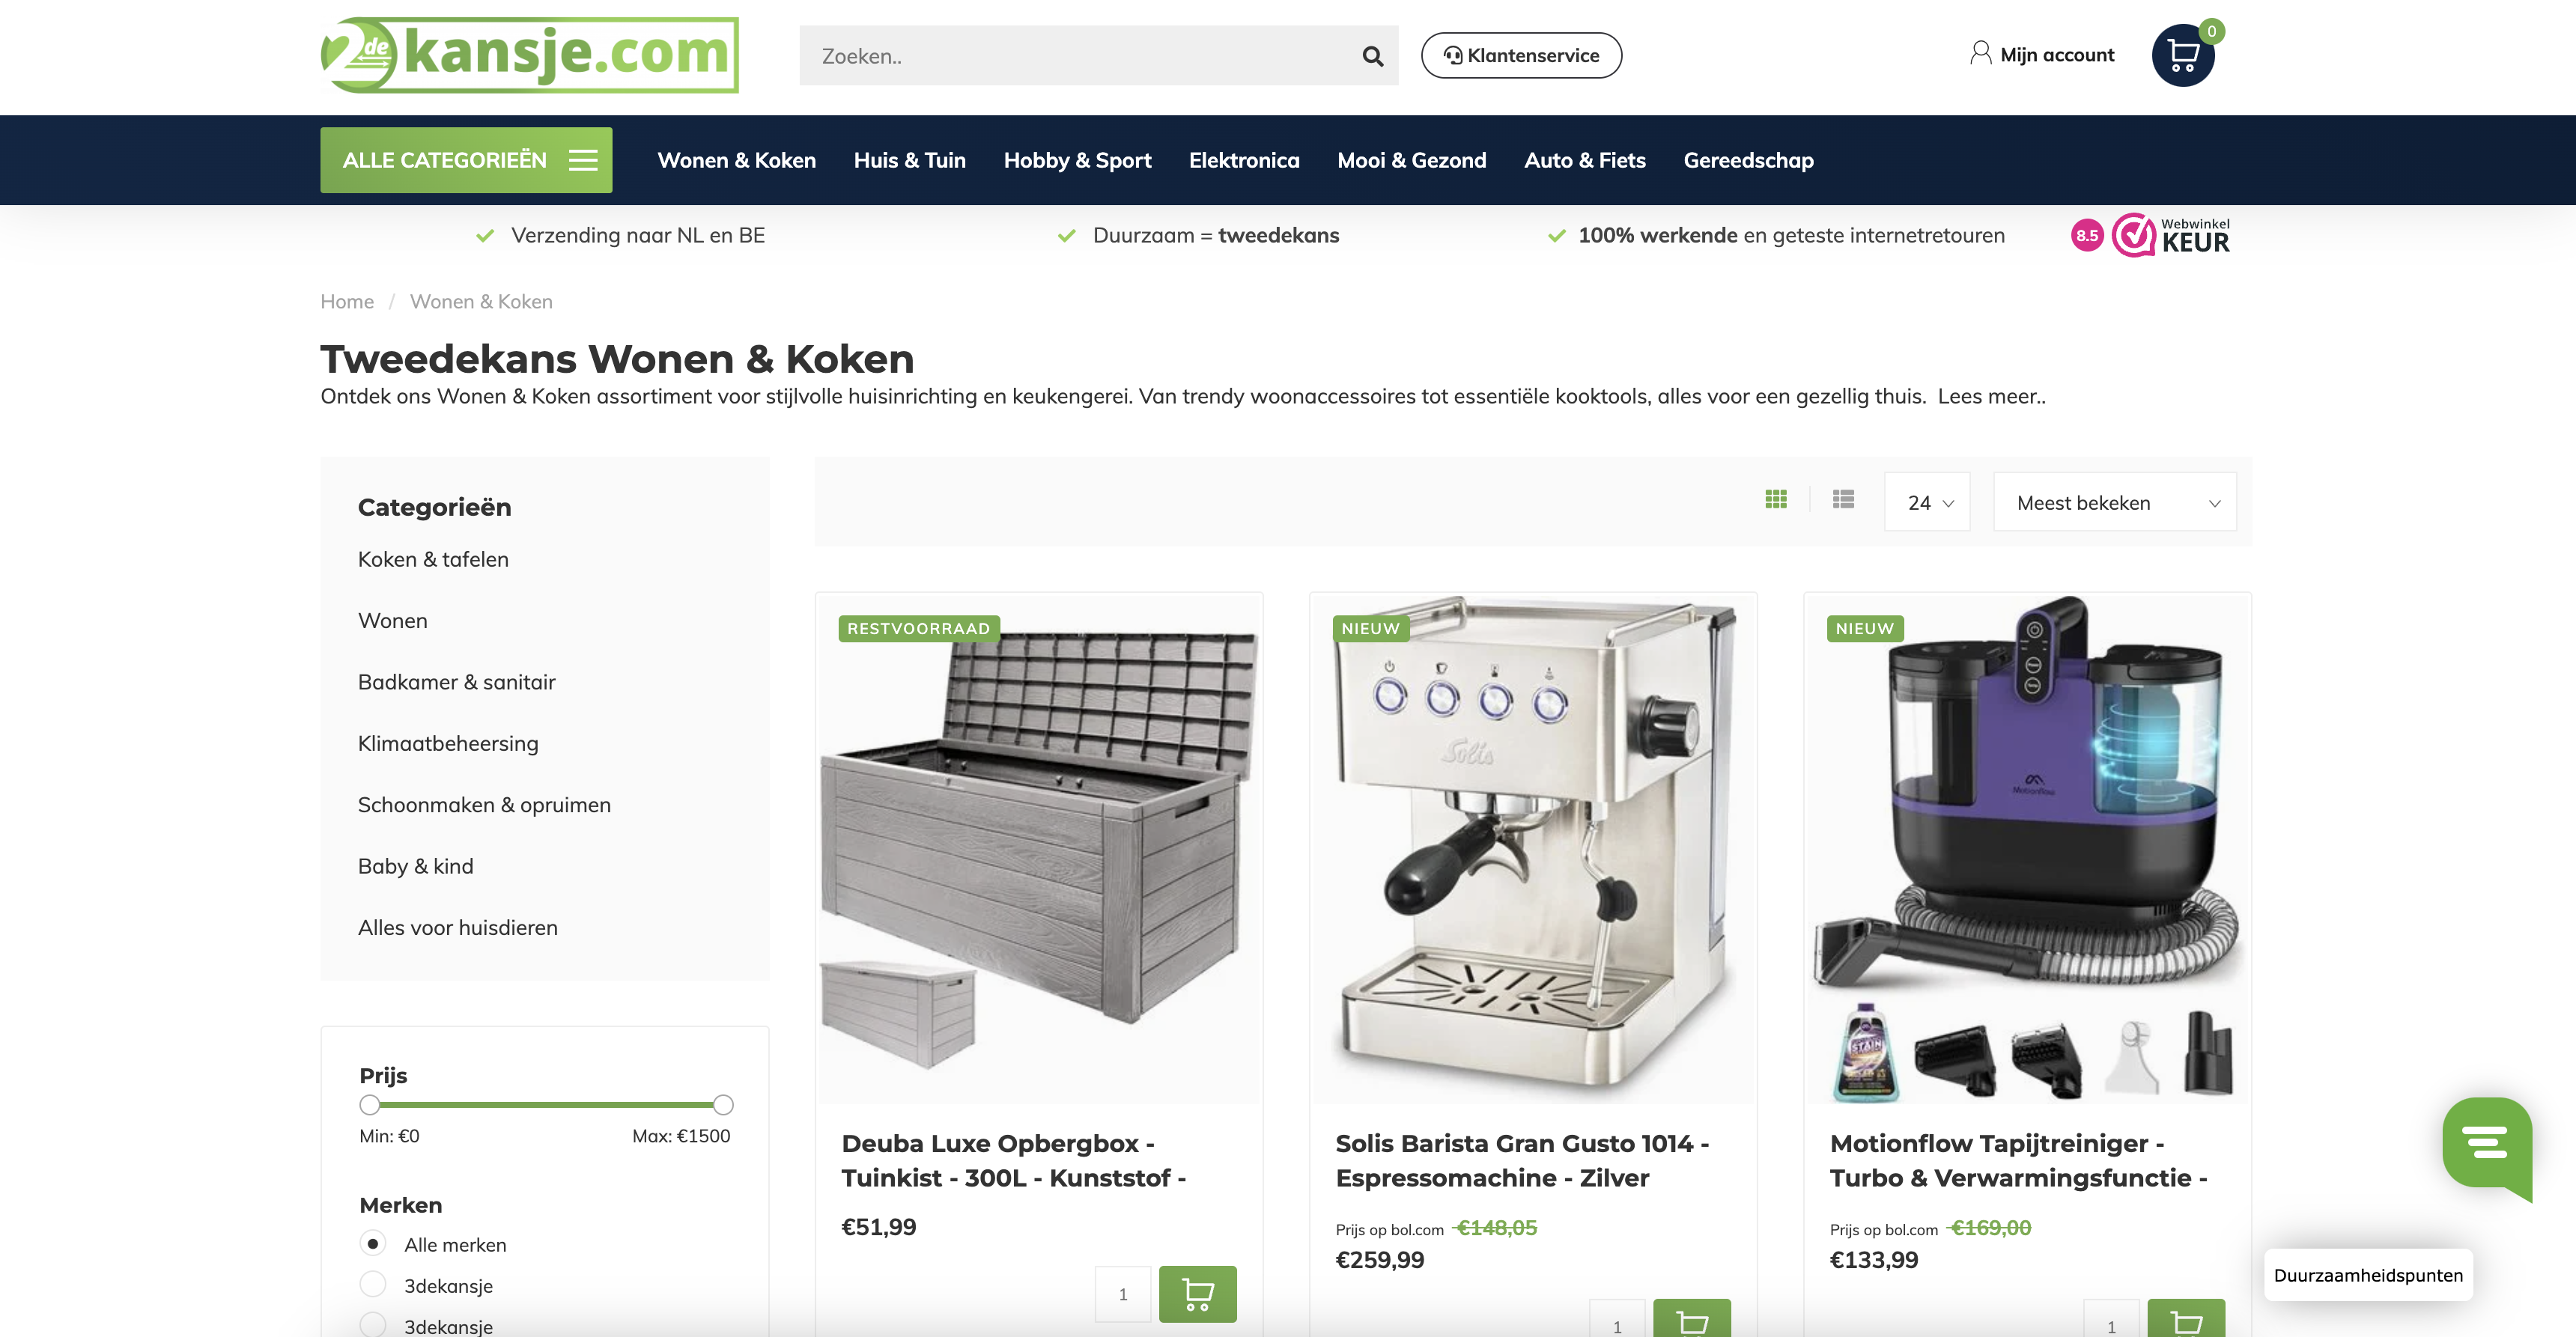 2de kansje.com
Zoeken..
Klantenservice
Mijn account
0
ALLE CATEGORIEËN
Wonen & Koken
Huis & Tuin
Hobby & Sport
Elektronica
Mooi & Gezond
Auto & Fiets
Gereedschap
Verzending naar NL en BE
Duurzaam = tweedekans
100% werkende en geteste internetretouren
8.5
Webwinkel
KEUR
Home / Wonen & Koken
Tweedekans Wonen & Koken
Ontdek ons Wonen & Koken assortiment voor stijlvolle huisinrichting en keukengerei. Van trendy woonaccessoires tot essentiële kooktools, alles voor een gezellig thuis.  Lees meer..
Categorieën
Koken & tafelen
Wonen
Badkamer & sanitair
Klimaatbeheersing
Schoonmaken & opruimen
Baby & kind
Alles voor huisdieren
Prijs
Min: €0
Max: €1500
Merken
Alle merken
3dekansje
3dekansje
24
Meest bekeken
RESTVOORRAAD
Deuba Luxe Opbergbox -
Tuinkist - 300L - Kunststof -
€51,99
1
NIEUW
Solis
Solis Barista Gran Gusto 1014 -
Espressomachine - Zilver
Prijs op bol.com €148,05
€259,99
1
NIEUW
Motionflow
STAIN
Motionflow Tapijtreiniger -
Turbo & Verwarmingsfunctie -
Prijs op bol.com €169,00
€133,99
1
Duurzaamheidspunten